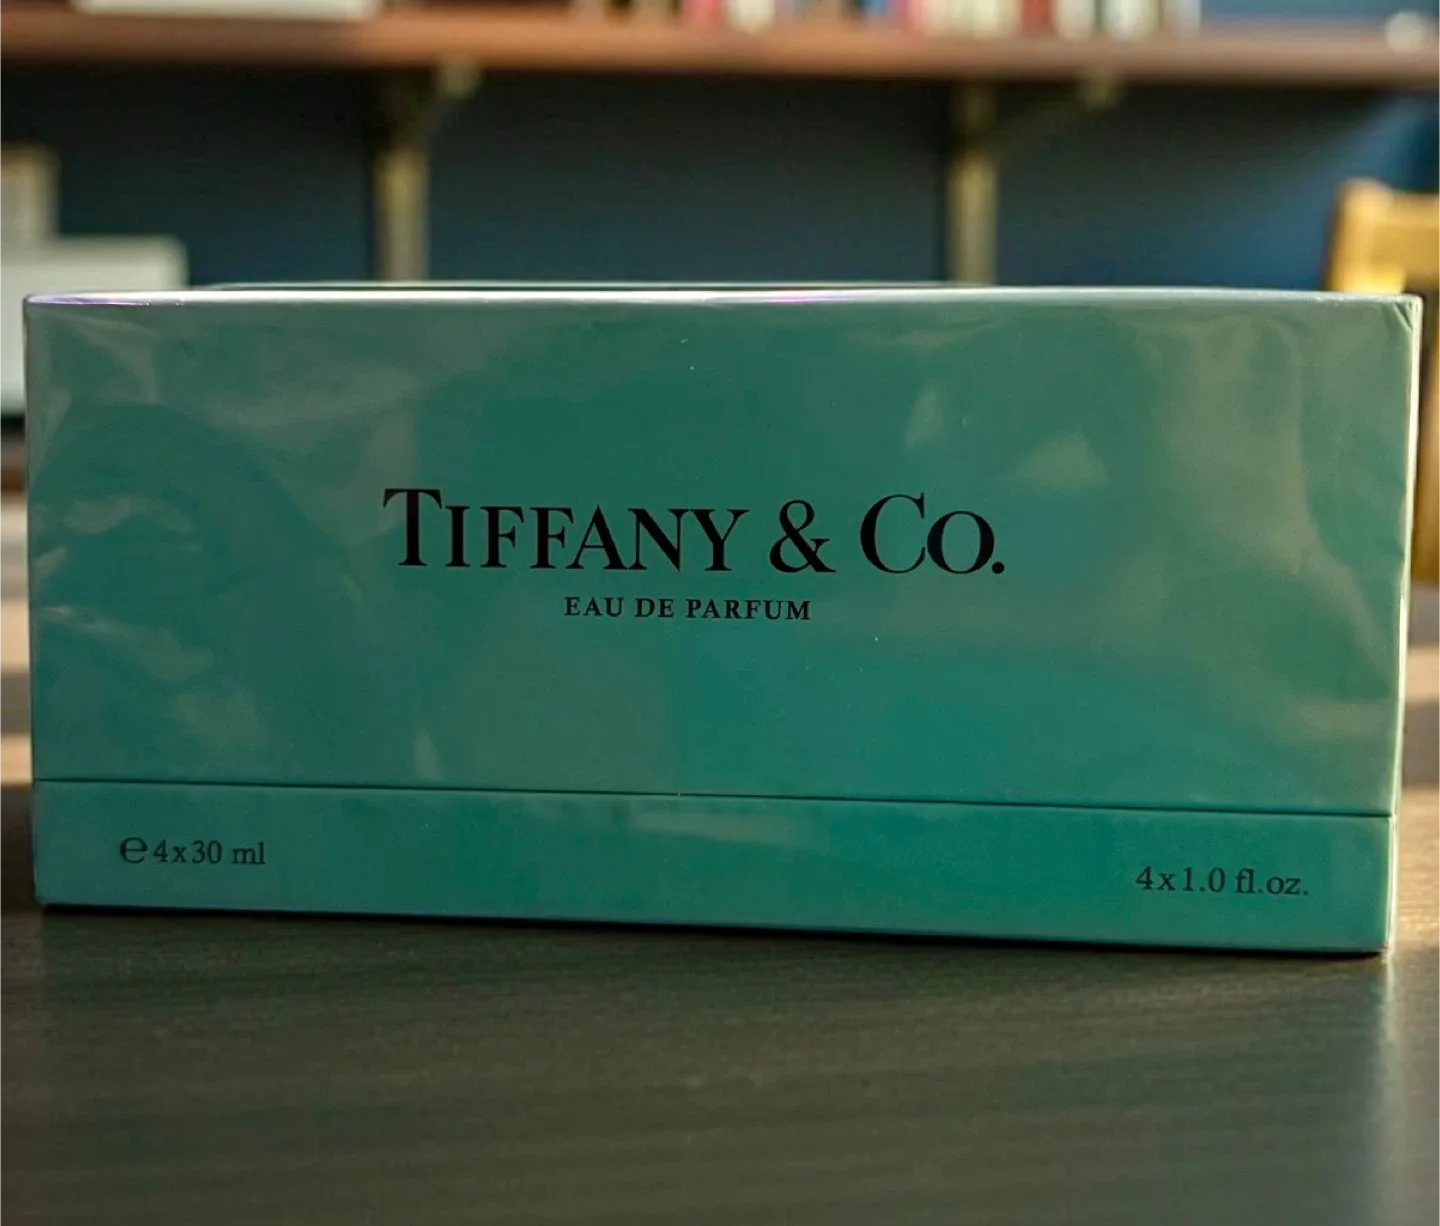 TIFFANY & CO.
EAU DE PARFUM
℮ 4x30 ml
4x1.0 fl.oz.